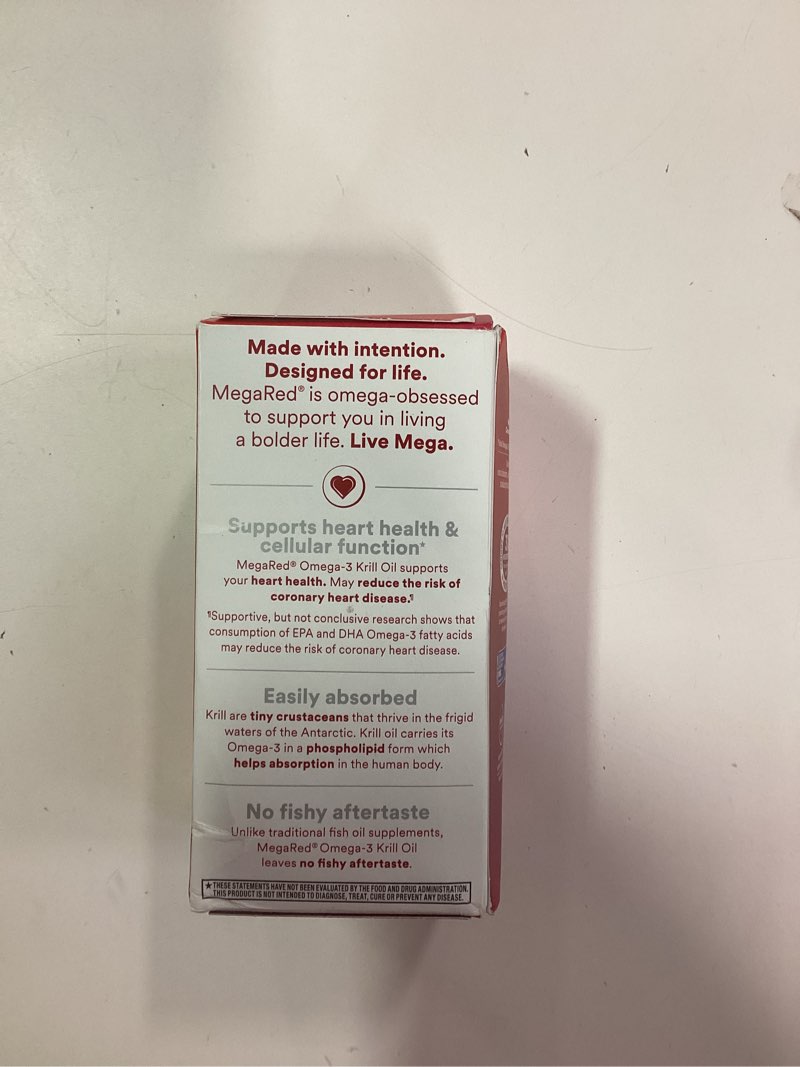 Made with intention.
Designed for life.
MegaRed® is omega-obsessed
to support you in living
a bolder life. Live Mega.
Supports heart health &
cellular function*
MegaRed® Omega-3 Krill Oil supports
your heart health. May reduce the risk of
coronary heart disease.¶
¶Supportive, but not conclusive research shows that
consumption of EPA and DHA Omega-3 fatty acids
may reduce the risk of coronary heart disease.
Easily absorbed
Krill are tiny crustaceans that thrive in the frigid
waters of the Antarctic. Krill oil carries its
Omega-3 in a phospholipid form which
helps absorption in the human body.
No fishy aftertaste
Unlike traditional fish oil supplements,
MegaRed® Omega-3 Krill Oil
leaves no fishy aftertaste.
★THESE STATEMENTS HAVE NOT BEEN EVALUATED BY THE FOOD AND DRUG ADMINISTRATION.
THIS PRODUCT IS NOT INTENDED TO DIAGNOSE, TREAT, CURE OR PREVENT ANY DISEASE.